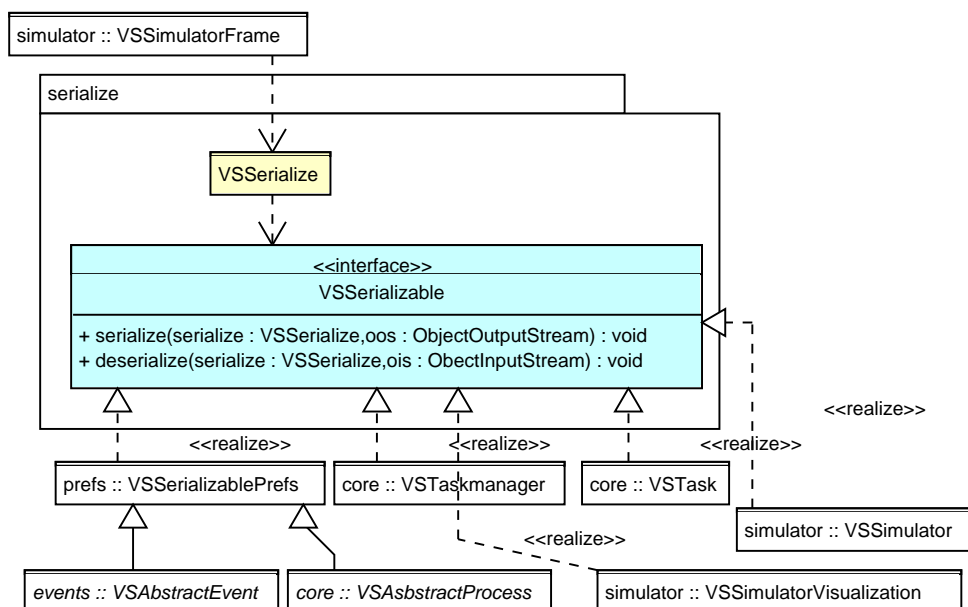 simulator :: VSSimulatorFrame
serialize
VSSerialize
<<interface>>
VSSerializable
+ serialize(serialize : VSSerialize,oos : ObjectOutputStream) : void
+ deserialize(serialize : VSSerialize,ois : ObectInputStream) : void
<<realize>>
<<realize>> <<realize>> <<realize>>
prefs :: VSSerializablePrefs core :: VSTaskmanager core :: VSTask
simulator :: VSSimulator
<<realize>>
events :: VSAbstractEvent core :: VSAsbstractProcess simulator :: VSSimulatorVisualization